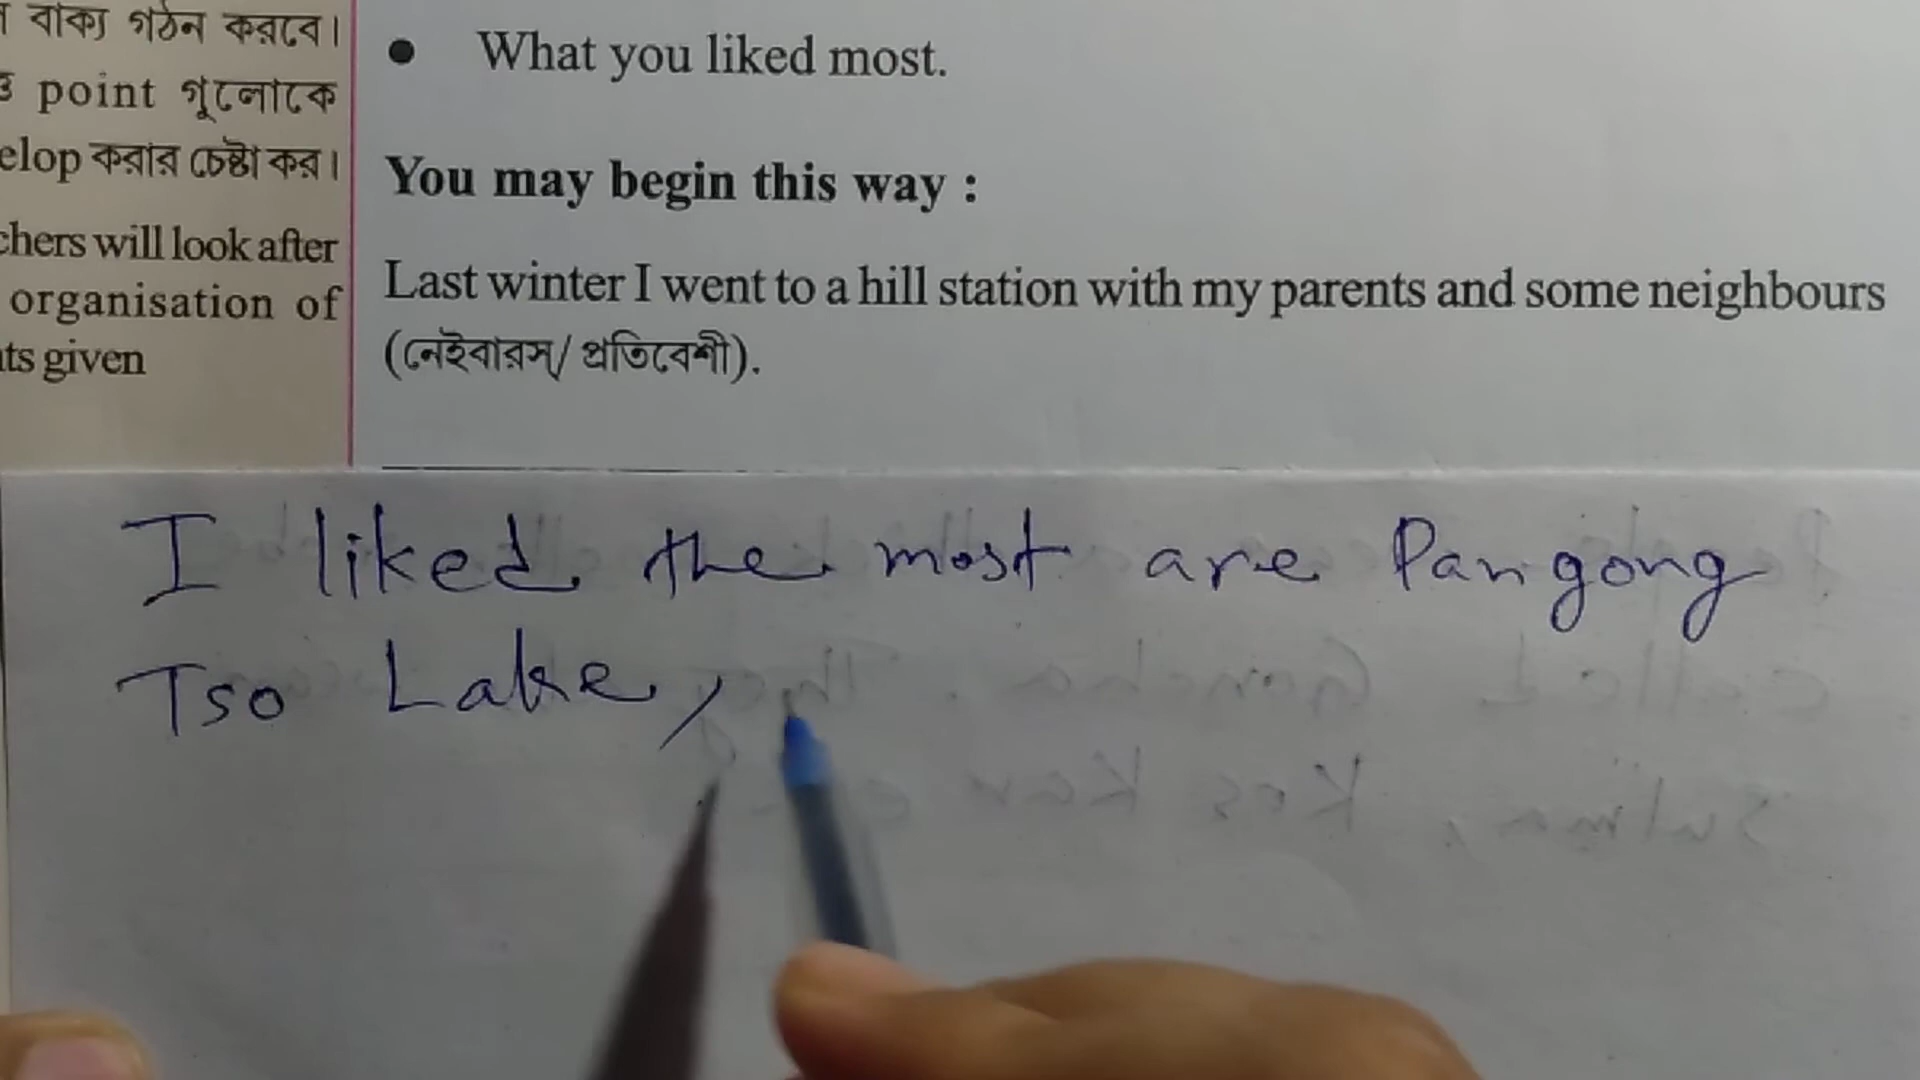 বাক্য গঠন করবে।
point গুলোকে
elop করার চেষ্টা কর।
chers will look after
organisation of
nts given
• What you liked most.
You may begin this way :
Last winter I went to a hill station with my parents and some neighbours
(নেইবারস্/ প্রতিবেশী).
I liked the most are Pangong
Tso Lake,